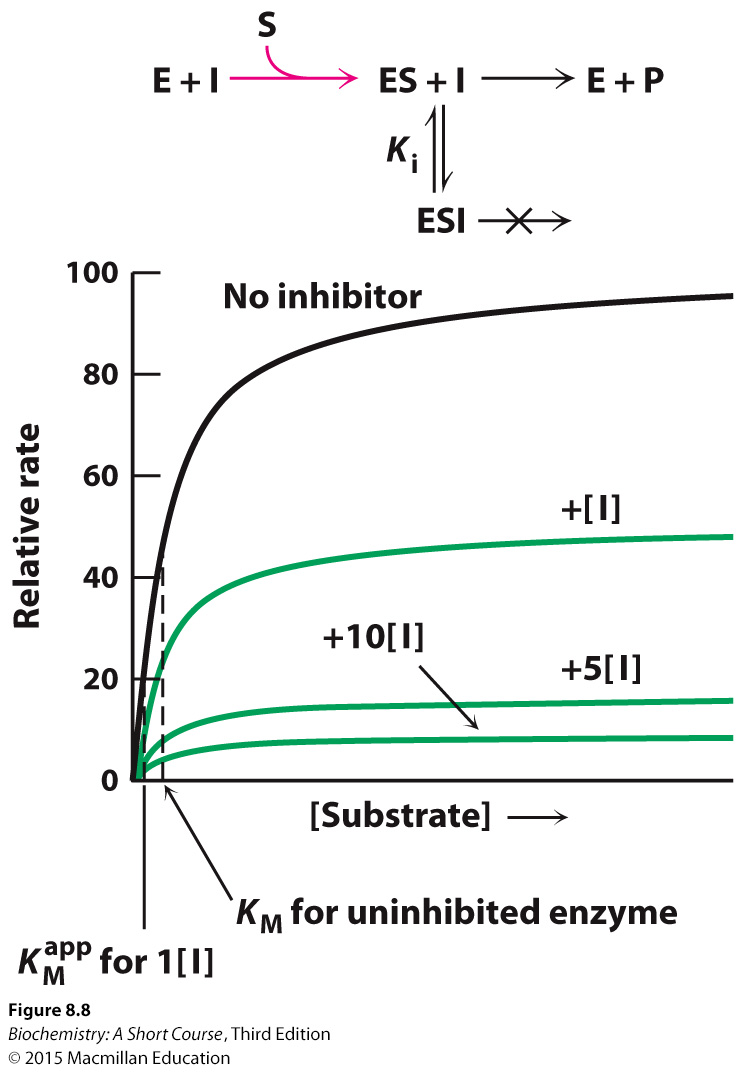 S
E + I ES + I E + P
Ki
ESI
100
No inhibitor
80
60
+[I]
40
+10[I]
+5[I]
20
0
Relative rate
[Substrate]
KM for uninhibited enzyme
KMapp for 1[I]
Figure 8.8
Biochemistry: A Short Course, Third Edition
© 2015 Macmillan Education